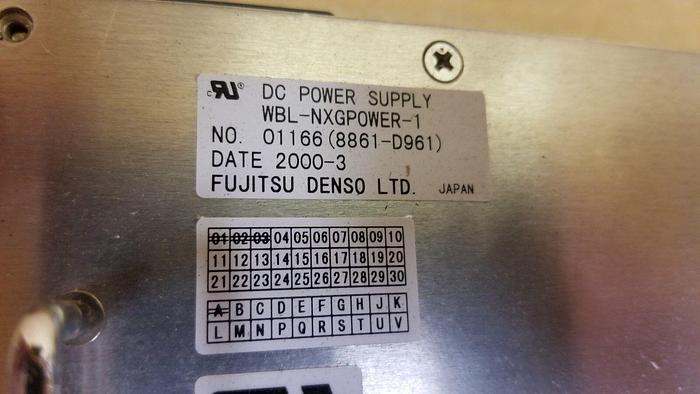 DC POWER SUPPLY
WBL-NXGPOWER-1
NO. 01166(8861-D961)
DATE 2000-3
FUJITSU DENSO LTD. JAPAN
01 02 03 04 05 06 07 08 09 10
11 12 13 14 15 16 17 18 19 20
21 22 23 24 25 26 27 28 29 30
A B C D E F G H J K
L M N P Q R S T U V